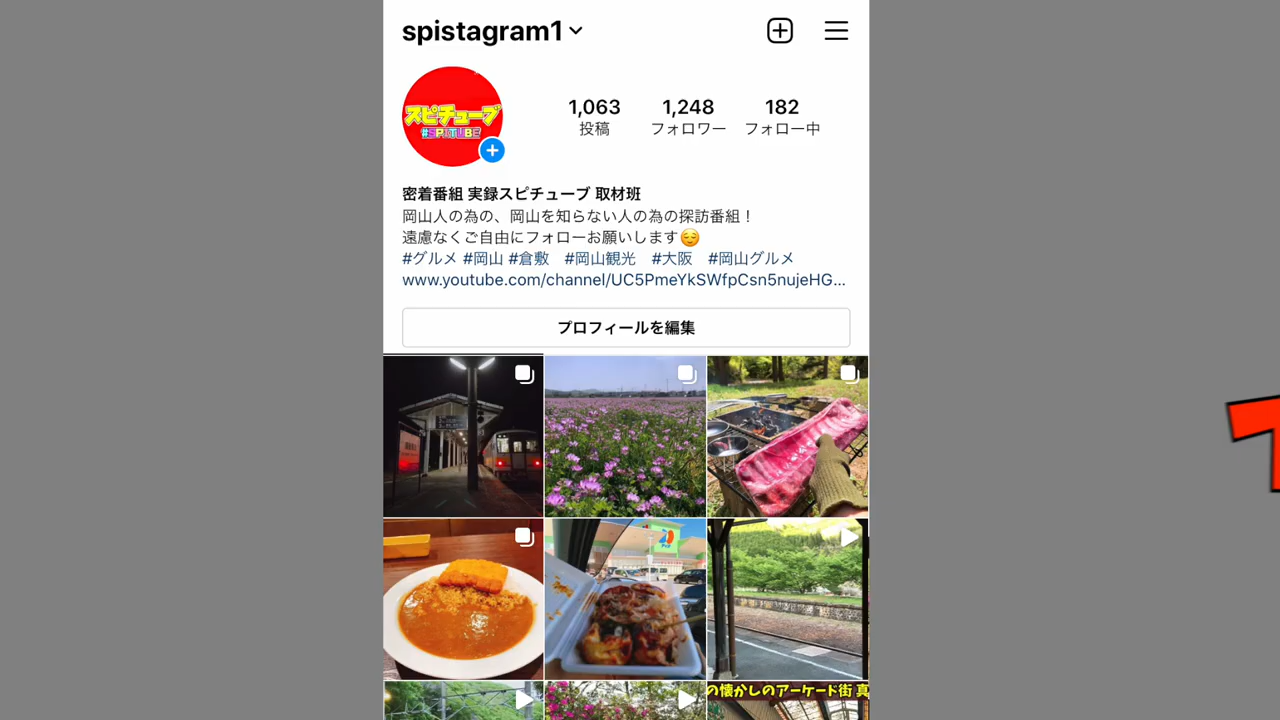 spistagram1
スピチューブ
#SPITUBE
1,063
投稿
1,248
フォロワー
182
フォロー中
密着番組 実録スピチューブ 取材班
岡山人の為の、岡山を知らない人の為の探訪番組！
遠慮なくご自由にフォローお願いします😌
#グルメ #岡山 #倉敷　#岡山観光　#大阪　#岡山グルメ
www.youtube.com/channel/UC5PmeYkSWfpCsn5nujeHG...
プロフィールを編集
の懐かしのアーケード街 真